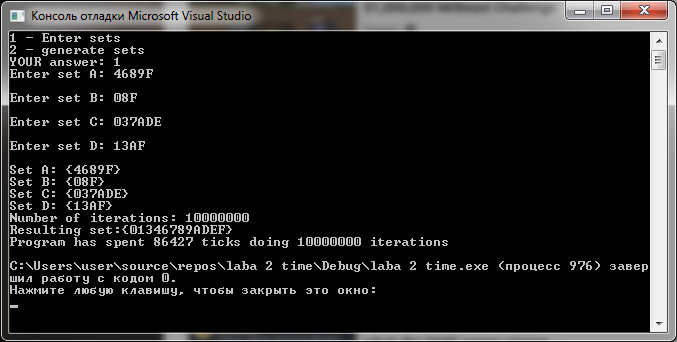 Консоль отладки Microsoft Visual Studio
1 - Enter sets
2 - generate sets
YOUR answer: 1
Enter set A: 4689F
Enter set B: 08F
Enter set C: 037ADE
Enter set D: 13AF
Set A: {4689F}
Set B: {08F}
Set C: {037ADE}
Set D: {13AF}
Number of iterations: 10000000
Resulting set:{01346789ADEF}
Program has spent 86427 ticks doing 10000000 iterations
C:\Users\user\source\repos\laba 2 time\Debug\laba 2 time.exe (процесс 976) завер
шил работу с кодом 0.
Нажмите любую клавишу, чтобы закрыть это окно: